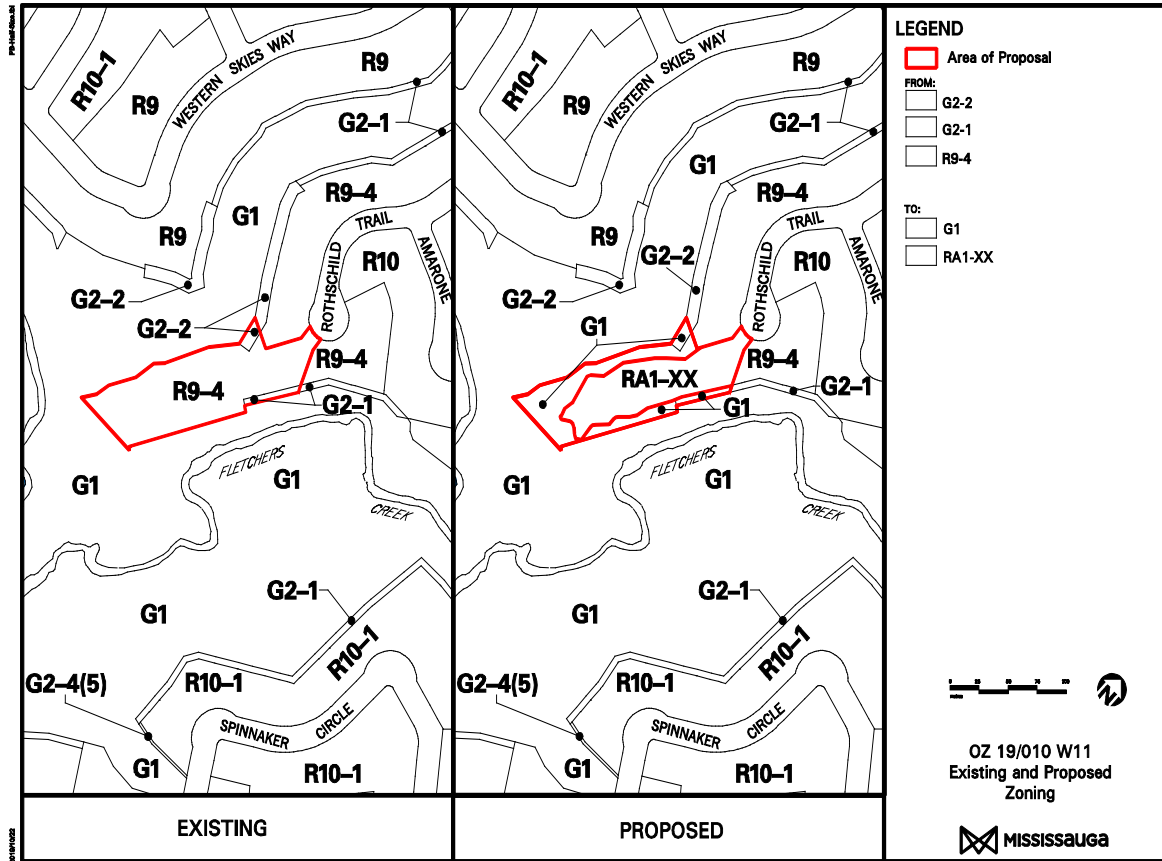 R10–1
R9
WESTERN SKIES WAY
R9
G2–1
G1
R9–4
R9
TRAIL
ROTHSCHILD
R10
AMARONE
G2–2
G2–2
R9–4
R9–4
G2–1
G1
FLETCHERS
G1
CREEK
G2–1
G1
R10–1
G2–4(5)
R10–1
SPINNAKER CIRCLE
G1
R10–1
EXISTING
R10–1
R9
WESTERN SKIES WAY
R9
G2–1
G1
R9–4
R9
TRAIL
ROTHSCHILD
G2–2
R10
AMARONE
G2–2
G1
R9–4
RA1–XX
G2–1
G1
G1
FLETCHERS
G1
CREEK
G2–1
G1
R10–1
G2–4(5)
R10–1
SPINNAKER CIRCLE
G1
R10–1
PROPOSED
LEGEND
Area of Proposal
FROM:
G2-2
G2-1
R9-4
TO:
G1
RA1-XX
OZ 19/010 W11
Existing and Proposed
Zoning
MISSISSAUGA